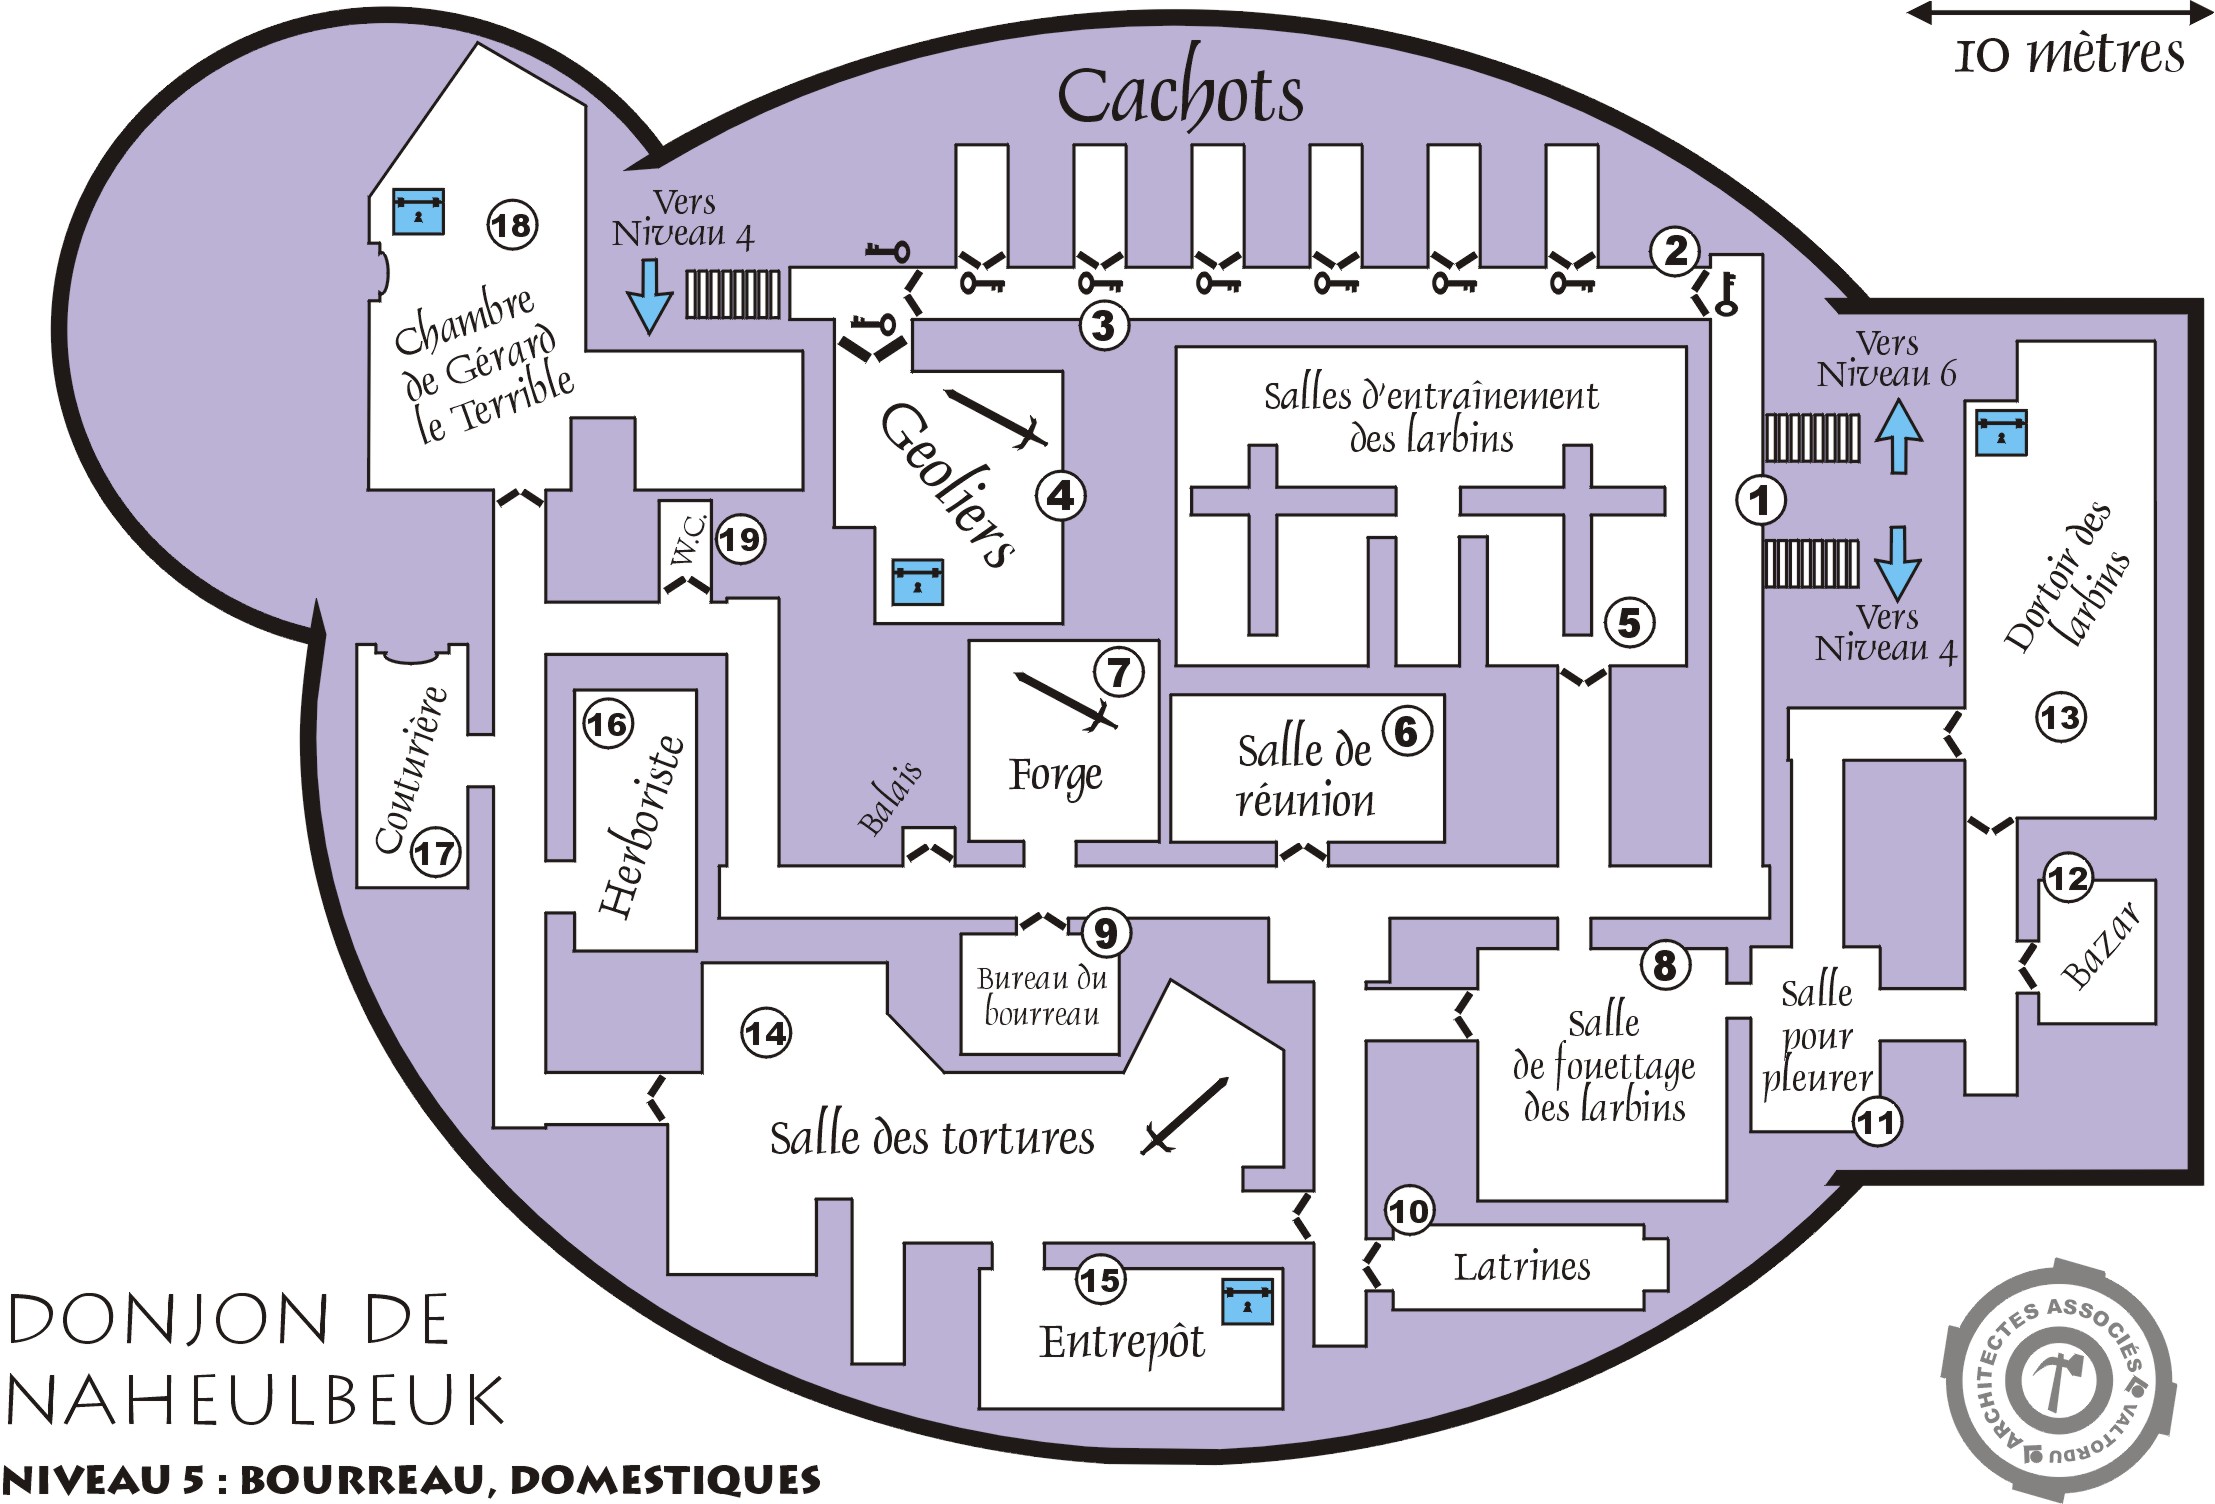 10 mètres
Cachots
Vers
Niveau 4
18
2
3
Chambre
de Gérard
le Terrible
Geoliers
4
Salles d'entraînement
des larbins
5
1
Vers
Niveau 6
Vers
Niveau 4
Dortoir des
larbins
13
W.C.
19
Couturière
17
16
Herboriste
Balais
7
Forge
6
Salle de
réunion
12
Bazar
9
Bureau du
bourreau
8
Salle
de fouettage
des larbins
Salle
pour
pleurer
11
14
Salle des tortures
10
Latrines
15
Entrepôt
DONJON DE
NAHEULBEUK
NIVEAU 5 : BOURREAU, DOMESTIQUES
ARCHITECTES ASSOCIÉS
VALTORDU